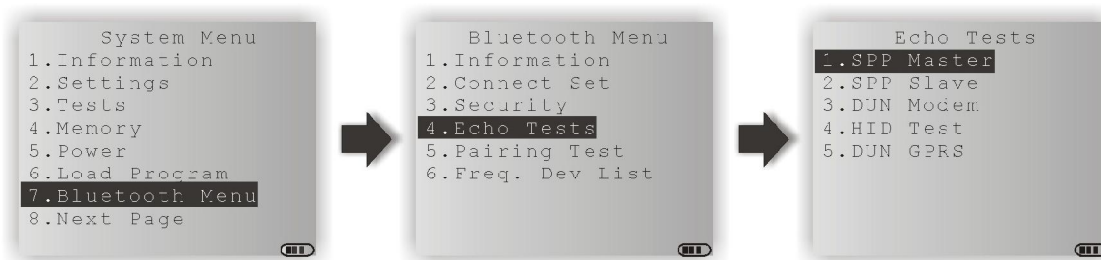 System Menu
1.Information
2.Settings
3.Tests
4.Memory
5.Power
6.Load Program
7.Bluetooth Menu
8.Next Page
Bluetooth Menu
1.Information
2.Connect Set
3.Security
4.Echo Tests
5.Pairing Test
6.Freq. Dev List
Echo Tests
1.SPP Master
2.SPP Slave
3.DUN Modem
4.HID Test
5.DUN GPRS